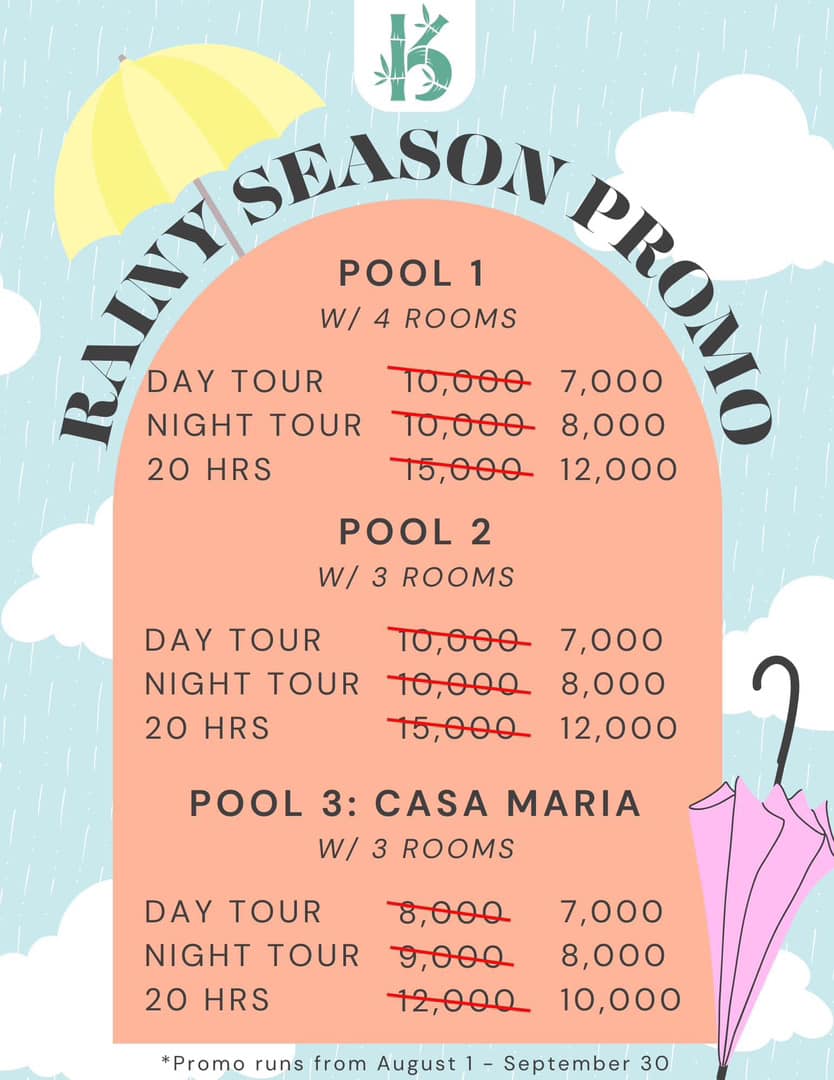 RAINY SEASON PROMO
POOL 1
W/ 4 ROOMS
DAY TOUR 10,000 7,000
NIGHT TOUR 10,000 8,000
20 HRS 15,000 12,000
POOL 2
W/ 3 ROOMS
DAY TOUR 10,000 7,000
NIGHT TOUR 10,000 8,000
20 HRS 15,000 12,000
POOL 3: CASA MARIA
W/ 3 ROOMS
DAY TOUR 8,000 7,000
NIGHT TOUR 9,000 8,000
20 HRS 12,000 10,000
*Promo runs from August 1 - September 30